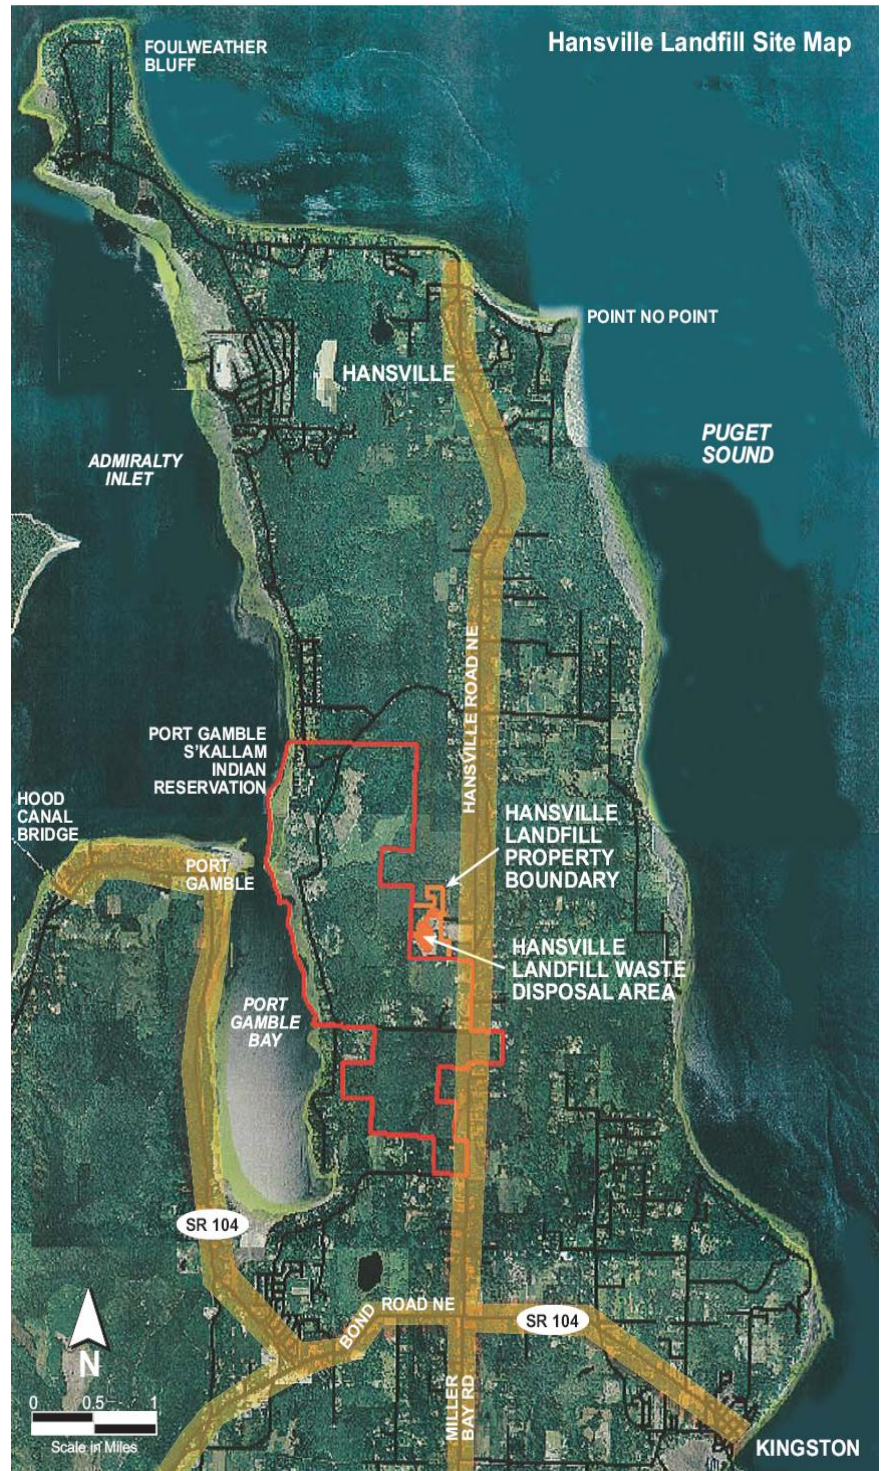 Hansville Landfill Site Map
FOULWEATHER
BLUFF
POINT NO POINT
HANSVILLE
PUGET
SOUND
ADMIRALTY
INLET
HANSVILLE ROAD NE
PORT GAMBLE
S'KALLAM
INDIAN
RESERVATION
HOOD
CANAL
BRIDGE
PORT
GAMBLE
HANSVILLE
LANDFILL
PROPERTY
BOUNDARY
HANSVILLE
LANDFILL WASTE
DISPOSAL AREA
PORT
GAMBLE
BAY
SR 104
BOND
ROAD NE
SR 104
MILLER
BAY RD
N
0 0.5 1
Scale in Miles
KINGSTON